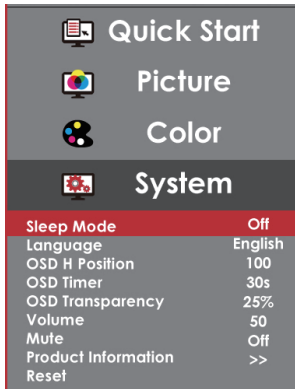 Quick Start
Picture
Color
System
Sleep Mode Off
Language English
OSD H Position 100
OSD Timer 30s
OSD Transparency 25%
Volume 50
Mute Off
Product Information >>
Reset